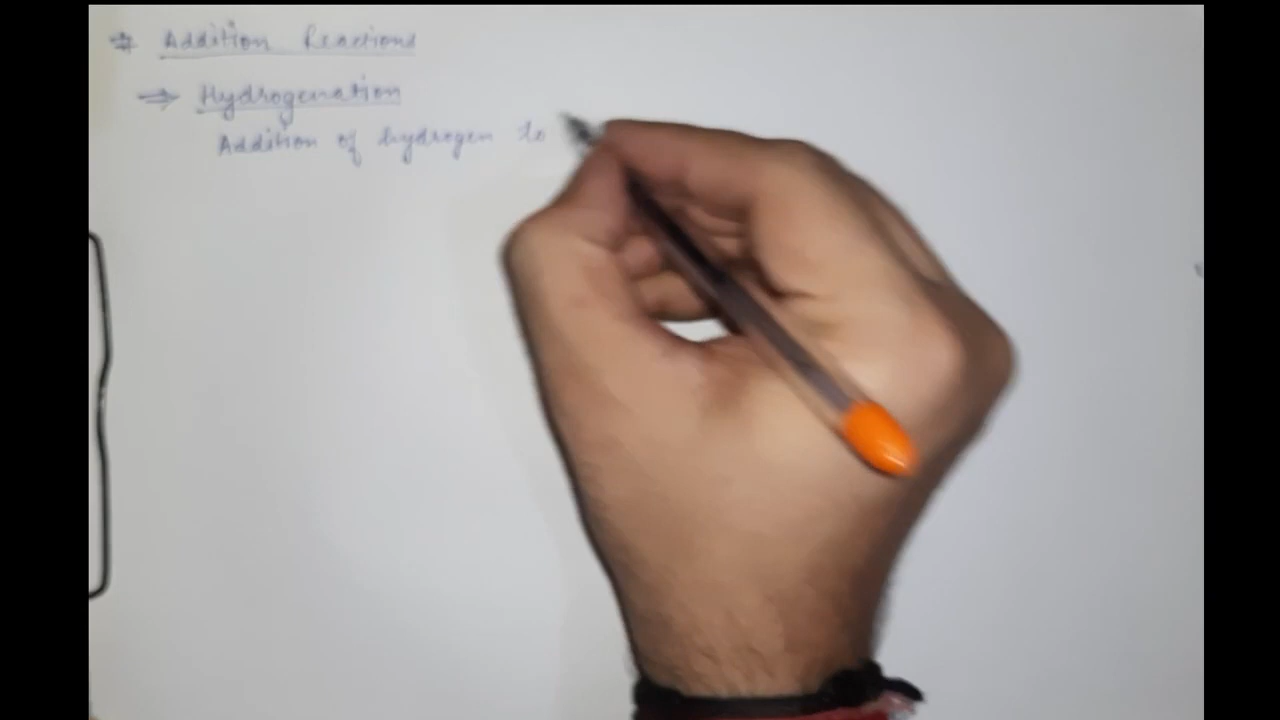 ⇒ Addition Reactions
⇒ Hydrogenation
Addition of hydrogen to